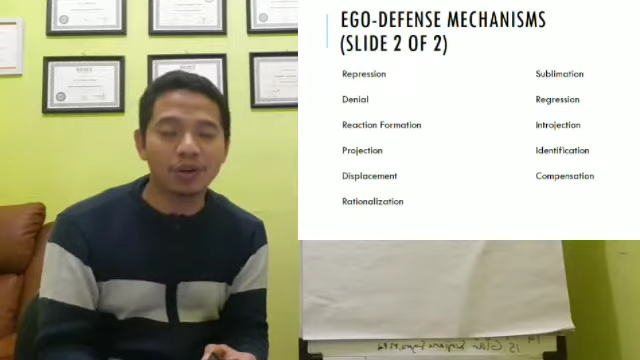 EGO-DEFENSE MECHANISMS
(SLIDE 2 OF 2)
Repression
Denial
Reaction Formation
Projection
Displacement
Rationalization
Sublimation
Regression
Introjection
Identification
Compensation